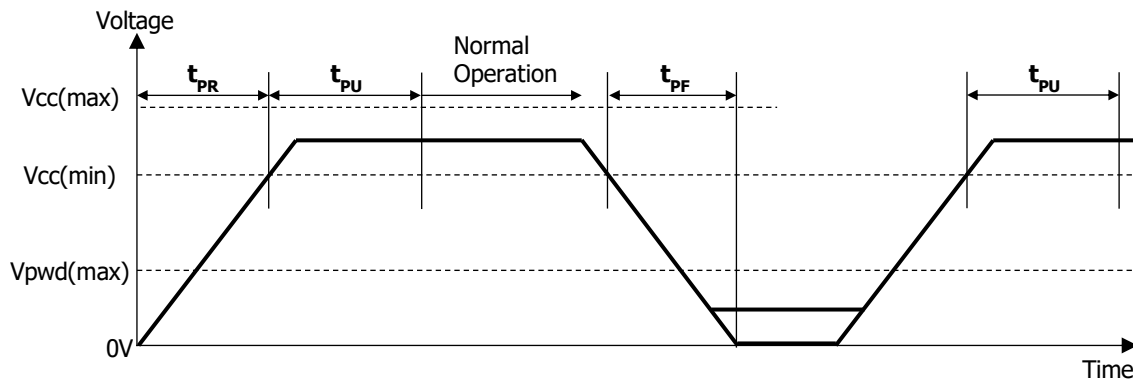 Voltage
Normal
Operation
tPR
tPU
tPF
tPU
Vcc(max)
Vcc(min)
Vpwd(max)
0V
Time